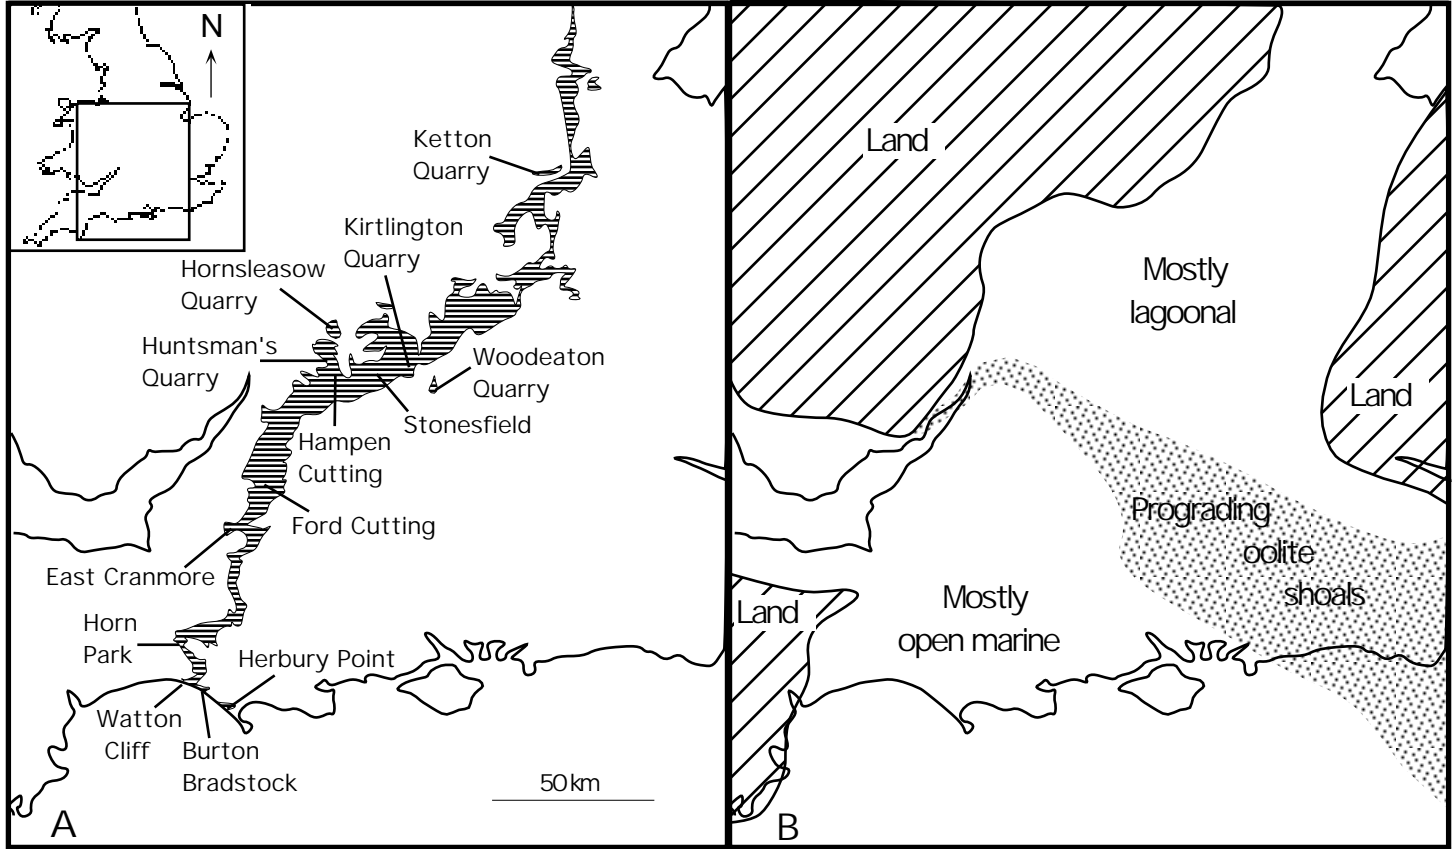 N
Ketton
Quarry
Kirtlington
Quarry
Hornsleasow
Quarry
Huntsman's
Quarry
Woodeaton
Quarry
Stonesfield
Hampen
Cutting
Ford Cutting
East Cranmore
Horn
Park
Herbury Point
Watton
Cliff
Burton
Bradstock
50km
A
Land
Mostly
lagoonal
Land
Prograding
oolite
shoals
Land
Mostly
open marine
B